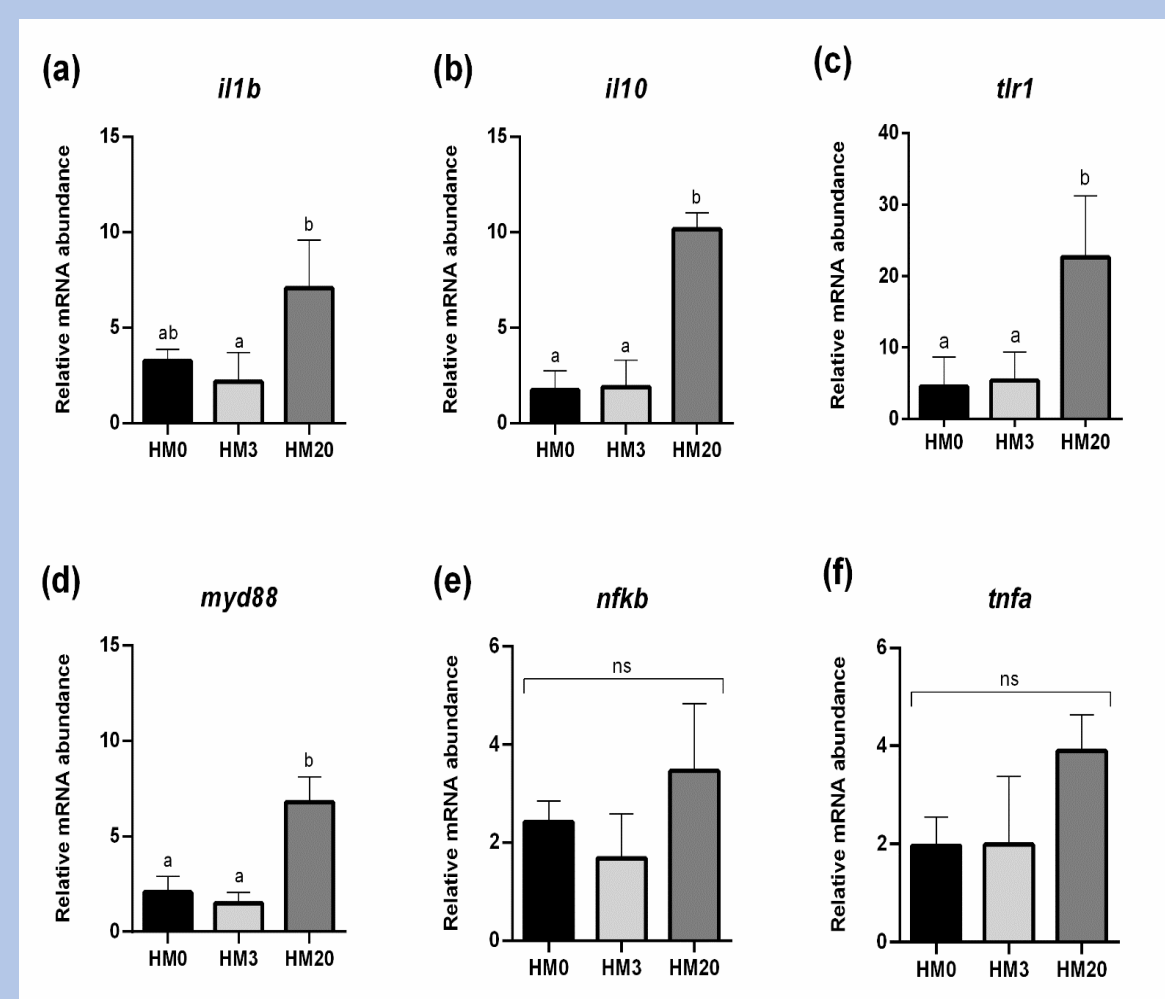 (a)
il1b
Relative mRNA abundance
15
10
5
0
ab
a
b
HM0 HM3 HM20
(b)
il10
Relative mRNA abundance
15
10
5
0
a
a
b
HM0 HM3 HM20
(c)
tlr1
Relative mRNA abundance
40
30
20
10
0
a
a
b
HM0 HM3 HM20
(d)
myd88
Relative mRNA abundance
15
10
5
0
a
a
b
HM0 HM3 HM20
(e)
nfkb
Relative mRNA abundance
6
4
2
0
ns
HM0 HM3 HM20
(f)
tnfa
Relative mRNA abundance
6
4
2
0
ns
HM0 HM3 HM20